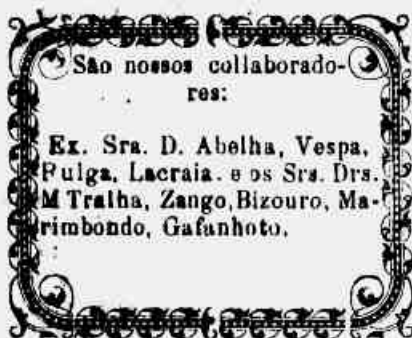 São nossos collaborado-
res:
Ex. Sra. D. Abelha, Vespa,
Pulga, Lacraia. e os Srs. Drs.
M Tralha, Zango, Bizouro, Ma-
rimbondo, Gafanhoto.